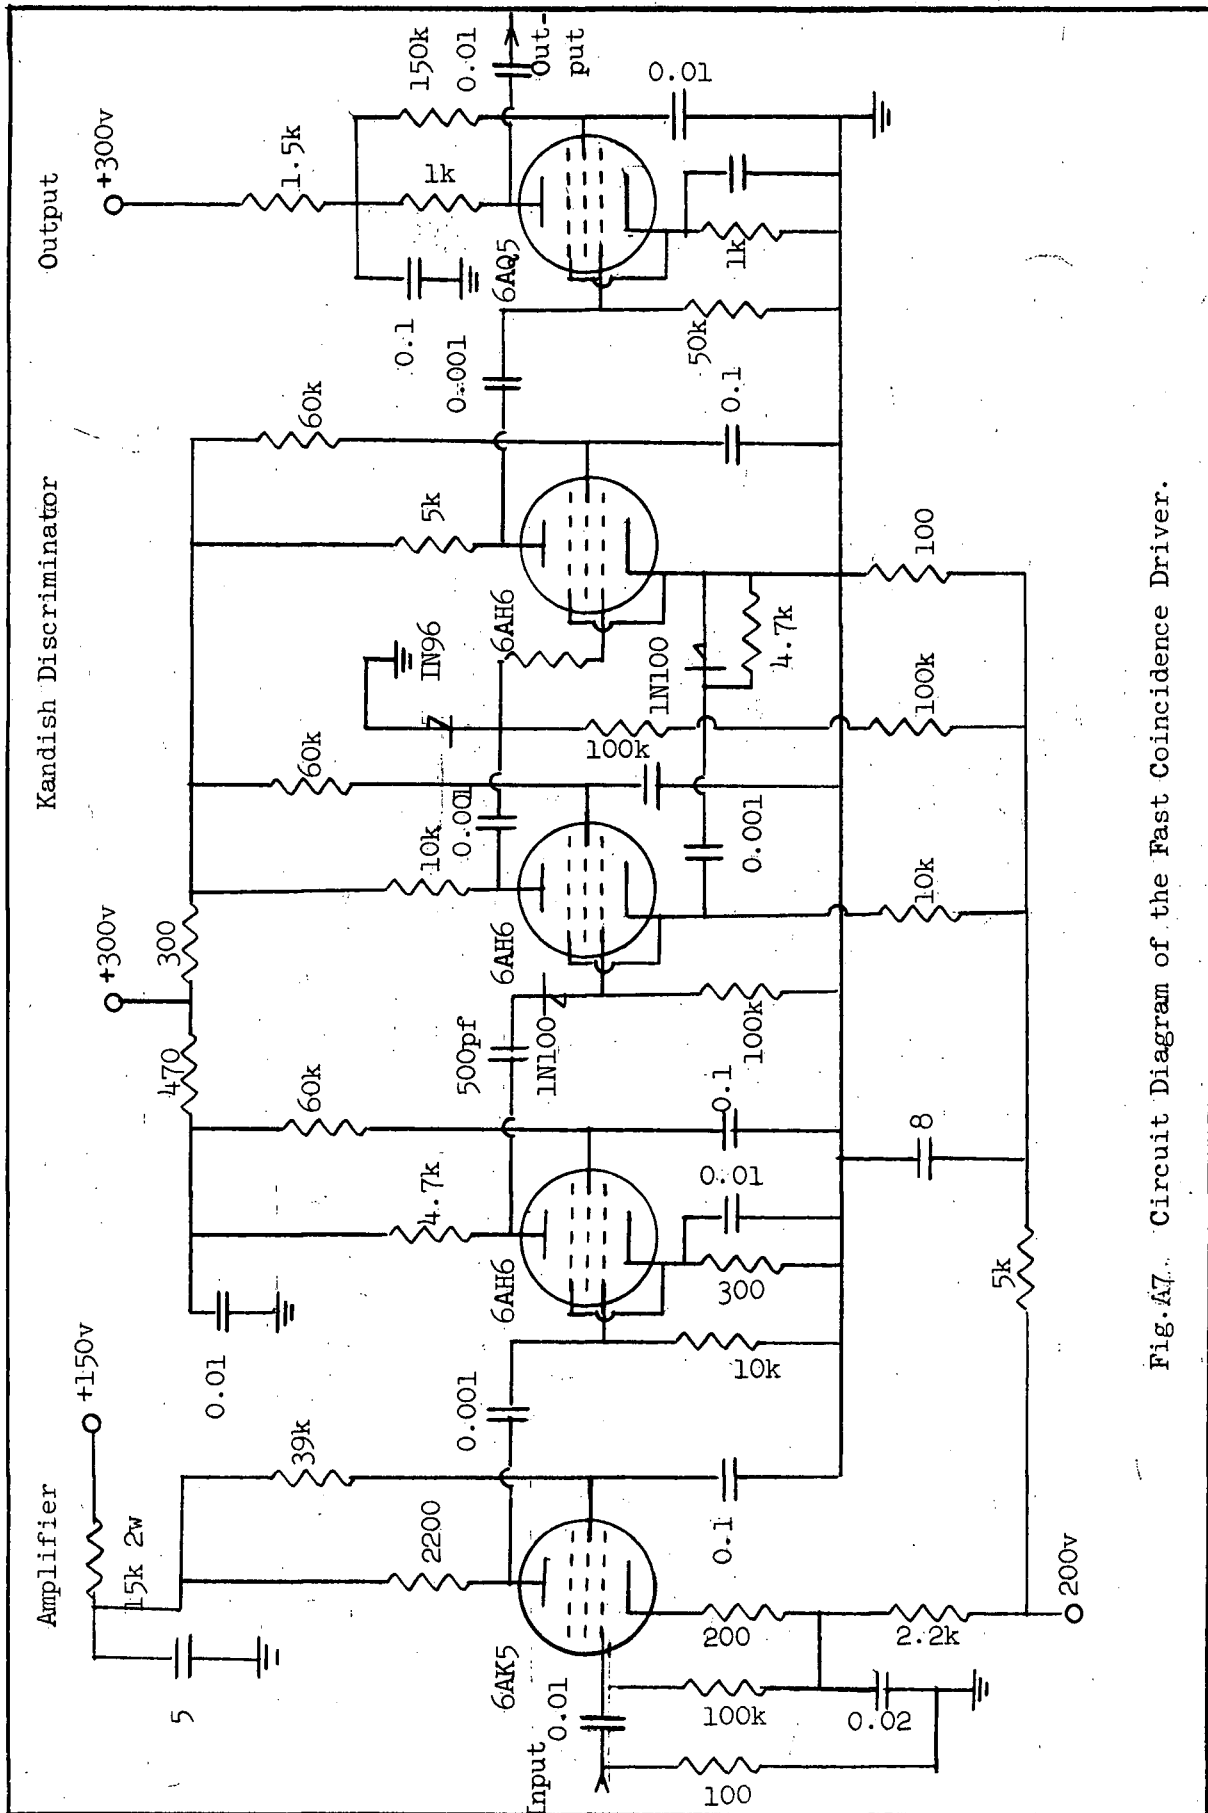 Amplifier
Kandish Discriminator
Output
+150v
+300v
+300v
15k 2w
5
0.01
470
300
1.5k
0.1
39k
60k
60k
60k
150k
2200
4.7k
10k
5k
1k
0.01
0.001
500pf
0.001
IN96
0.001
Out-
put
6AK5
6AH6
6AH6
6AH6
6AQ5
Input
0.01
1N100
100k
1N100
0.01
100
100k
200
0.1
10k
300
0.01
0.1
100k
0.001
4.7k
0.1
50k
1k
0.02
2.2k
8
10k
100k
100
200v
5k
Fig.A7. Circuit Diagram of the Fast Coincidence Driver.